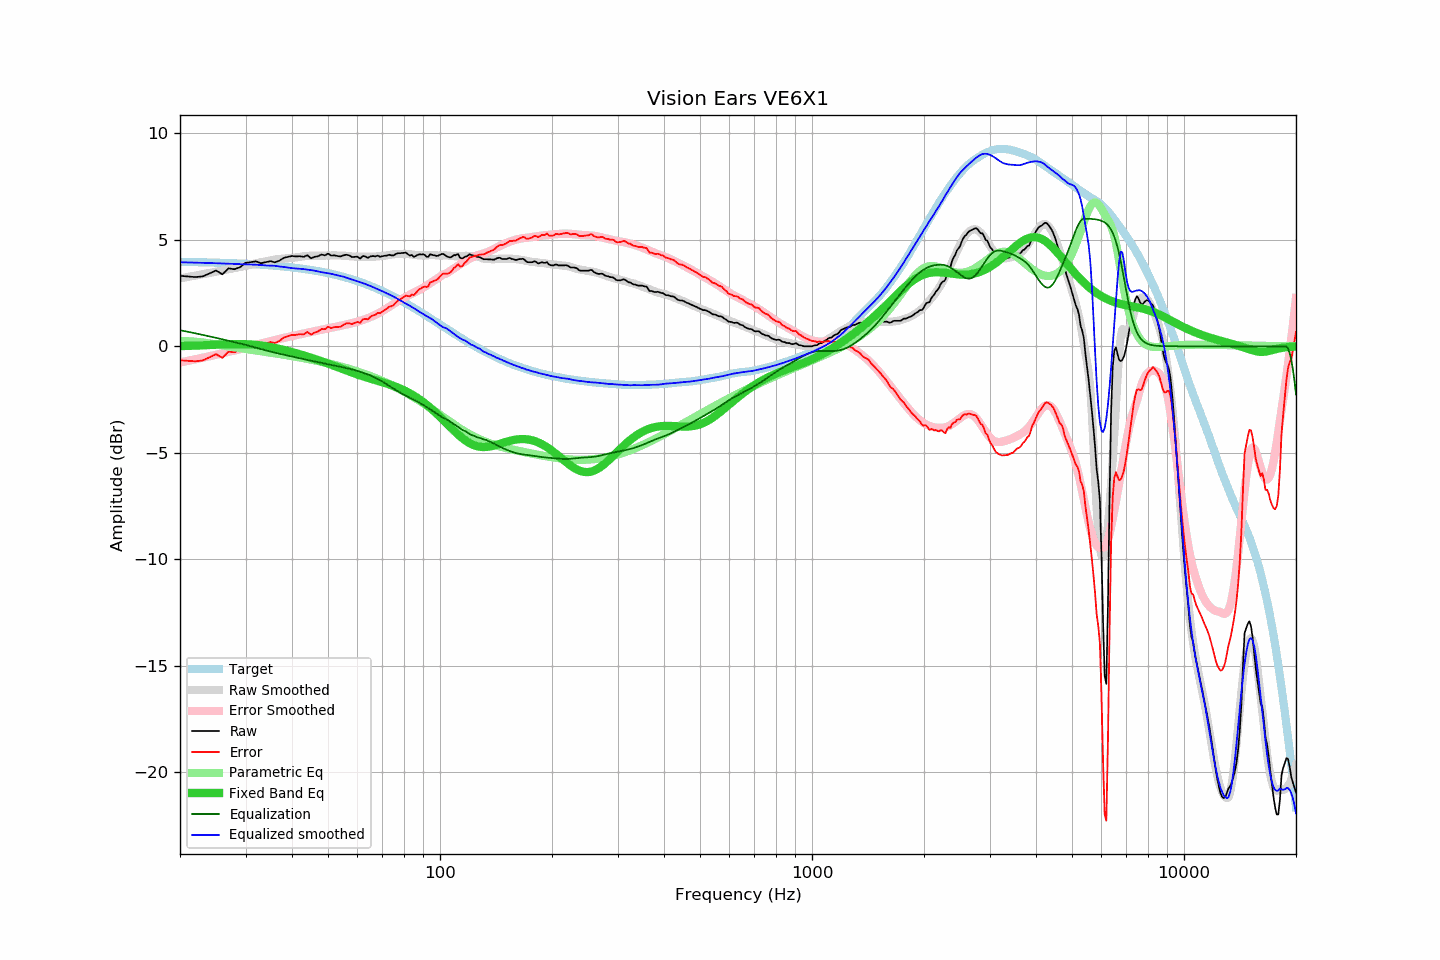 Vision Ears VE6X1
10
5
0
−5
−10
−15
−20
Amplitude (dBr)
Target
Raw Smoothed
Error Smoothed
Raw
Error
Parametric Eq
Fixed Band Eq
Equalization
Equalized smoothed
100
1000
10000
Frequency (Hz)